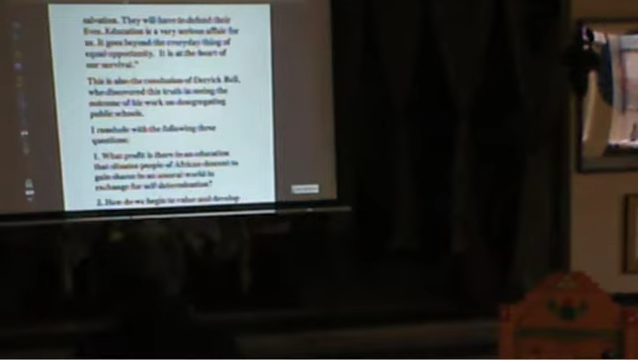 salvation. They will have to defend their
lives. Education is a very serious affair for
us. It goes beyond the everyday thing of
equal opportunity. It is at the heart of
our survival."
This is also the conclusion of Derrick Bell,
who discovered this truth in seeing the
outcome of his work on desegregating
public schools.
I conclude with the following three
questions:
1. What profit is there in an education
that obtains people of African descent to
gain shares in an unreal world in
exchange for self determination?
2. How do we begin to value and develop